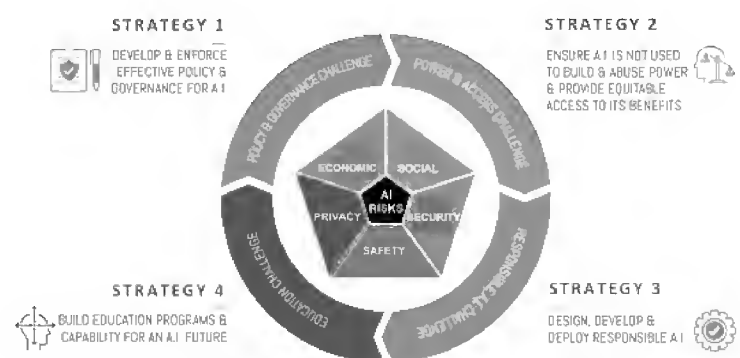 STRATEGY 1
DEVELOP & ENFORCE
EFFECTIVE POLICY &
GOVERNANCE FOR A.I
STRATEGY 2
ENSURE A.I IS NOT USED
TO BUILD & ABUSE POWER
& PROVIDE EQUITABLE
ACCESS TO ITS BENEFITS
POLICY & GOVERNANCE CHALLENGE
POWER & ACCESS CHALLENGE
ECONOMIC
SOCIAL
AI
RISKS
PRIVACY
SECURITY
SAFETY
EDUCATION CHALLENGE
RESPONSIBLE A.I. CHALLENGE
STRATEGY 4
BUILD EDUCATION PROGRAMS &
CAPABILITY FOR AN A.I. FUTURE
STRATEGY 3
DESIGN, DEVELOP &
DEPLOY RESPONSIBLE A.I